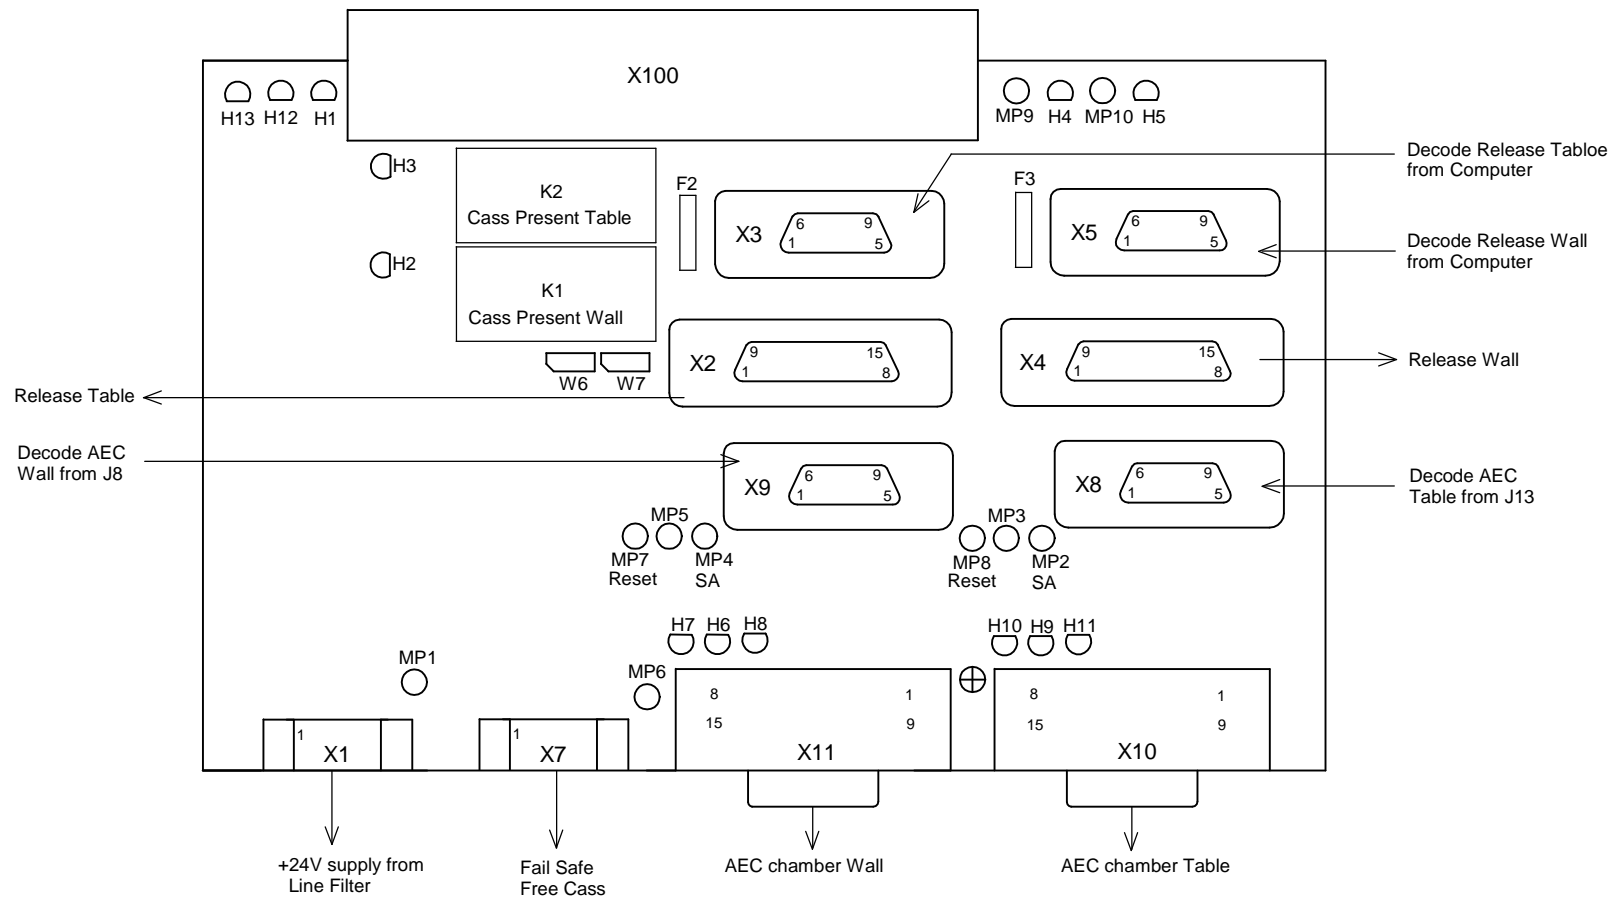 X100
H13 H12 H1
MP9 H4 MP10 H5
H3
K2
Cass Present Table
F2
X3
6 9
1 5
F3
X5
6 9
1 5
Decode Release Tabloe
from Computer
Decode Release Wall
from Computer
H2
K1
Cass Present Wall
W6 W7
X2
9 15
1 8
X4
9 15
1 8
Release Wall
Release Table
Decode AEC
Wall from J8
X9
6 9
1 5
X8
6 9
1 5
Decode AEC
Table from J13
MP5
MP7 MP4
Reset SA
MP3
MP8 MP2
Reset SA
H7 H6 H8
H10 H9 H11
MP1
MP6
1
X1
1
X7
8 1
15 9
X11
8 1
15 9
X10
+24V supply from
Line Filter
Fail Safe
Free Cass
AEC chamber Wall
AEC chamber Table